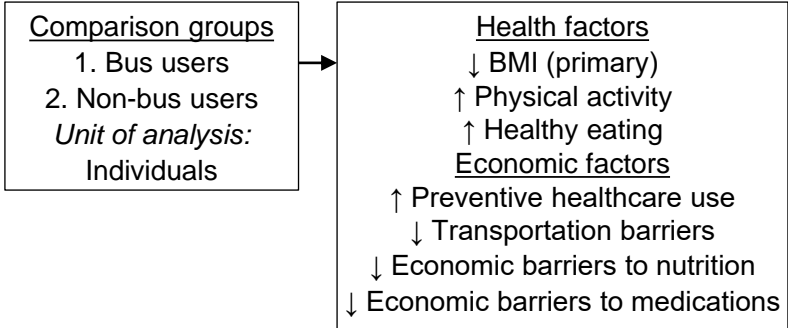 Comparison groups
1. Bus users
2. Non-bus users
Unit of analysis:
Individuals
Health factors
↓ BMI (primary)
↑ Physical activity
↑ Healthy eating
Economic factors
↑ Preventive healthcare use
↓ Transportation barriers
↓ Economic barriers to nutrition
↓ Economic barriers to medications